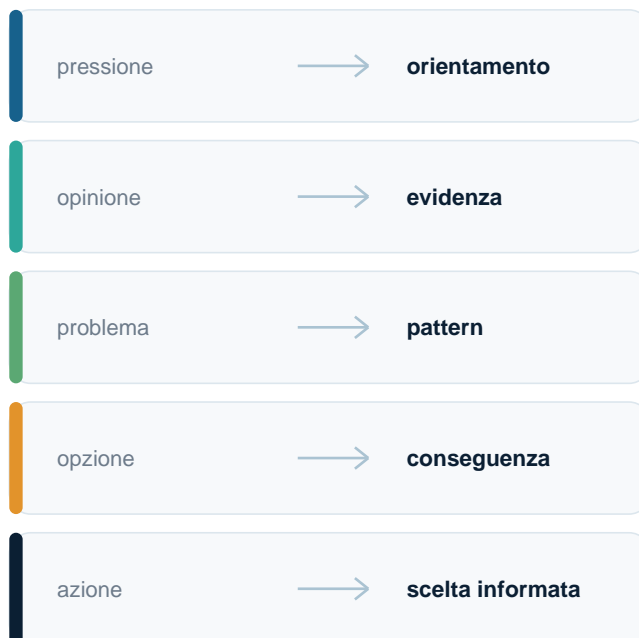 pressione orientamento
opinione evidenza
problema pattern
opzione conseguenza
azione scelta informata